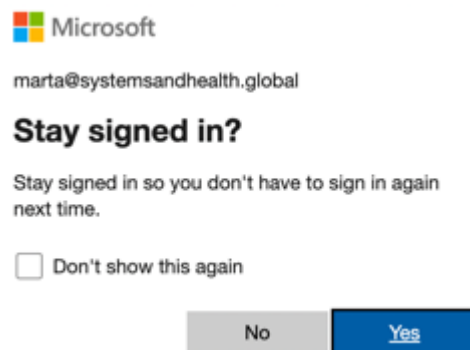 Microsoft
marta@systemsandhealth.global
Stay signed in?
Stay signed in so you don't have to sign in again
next time.
Don't show this again
No
Yes